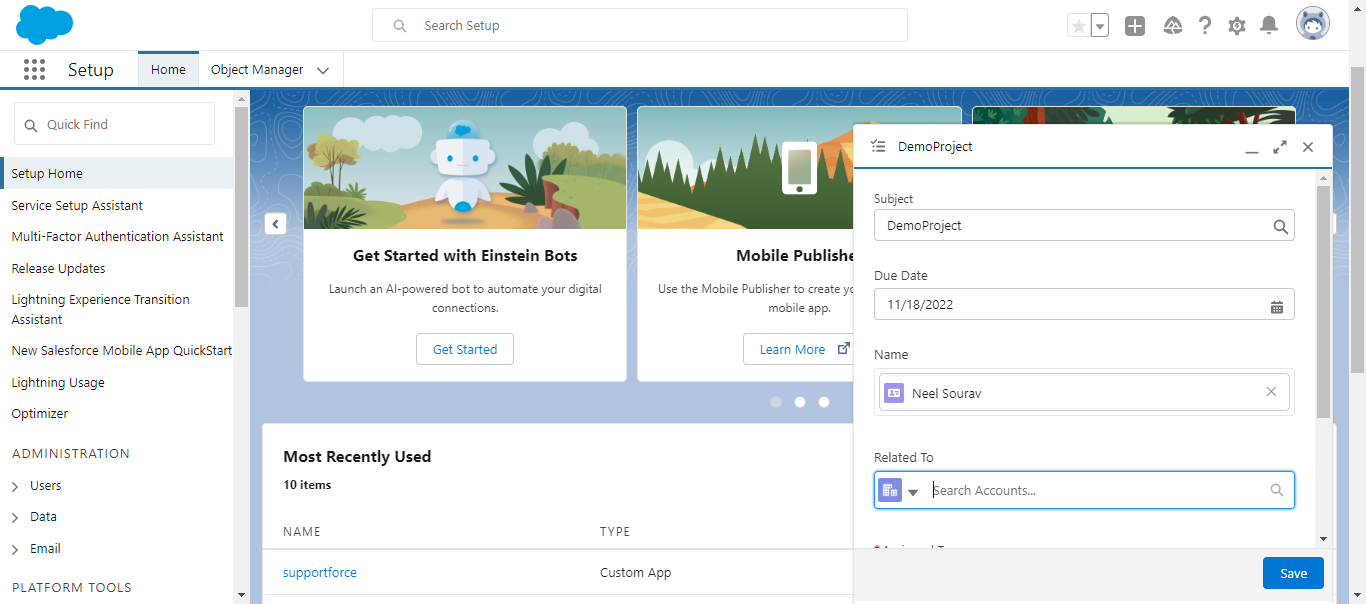 Search Setup
Setup
Home
Object Manager
Quick Find
Setup Home
Service Setup Assistant
Multi-Factor Authentication Assistant
Release Updates
Lightning Experience Transition
Assistant
New Salesforce Mobile App QuickStart
Lightning Usage
Optimizer
ADMINISTRATION
Users
Data
Email
PLATFORM TOOLS
Get Started with Einstein Bots
Launch an AI-powered bot to automate your digital
connections.
Get Started
Mobile Publishe
Use the Mobile Publisher to create yo
mobile app.
Learn More
Most Recently Used
10 items
NAME TYPE
supportforce Custom App
DemoProject
Subject
DemoProject
Due Date
11/18/2022
Name
Neel Sourav
Related To
Search Accounts...
Save